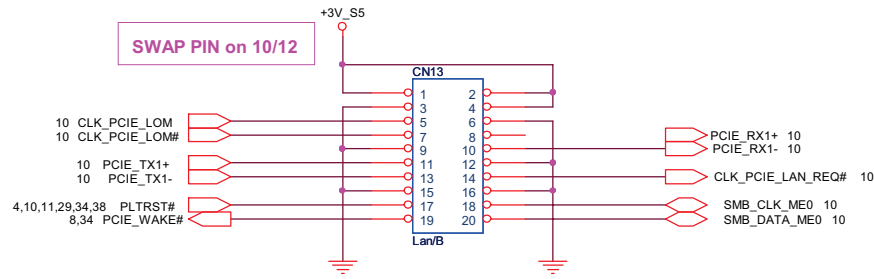 +3V_S5
SWAP PIN on 10/12
CN13
1 2
3 4
10 CLK_PCIE_LOM 5 6
10 CLK_PCIE_LOM# 7 8 PCIE_RX1+ 10
9 10 PCIE_RX1- 10
10 PCIE_TX1+ 11 12
10 PCIE_TX1- 13 14 CLK_PCIE_LAN_REQ# 10
15 16
4,10,11,29,34,38 PLTRST# 17 18 SMB_CLK_ME0 10
8,34 PCIE_WAKE# 19 20 SMB_DATA_ME0 10
Lan/B